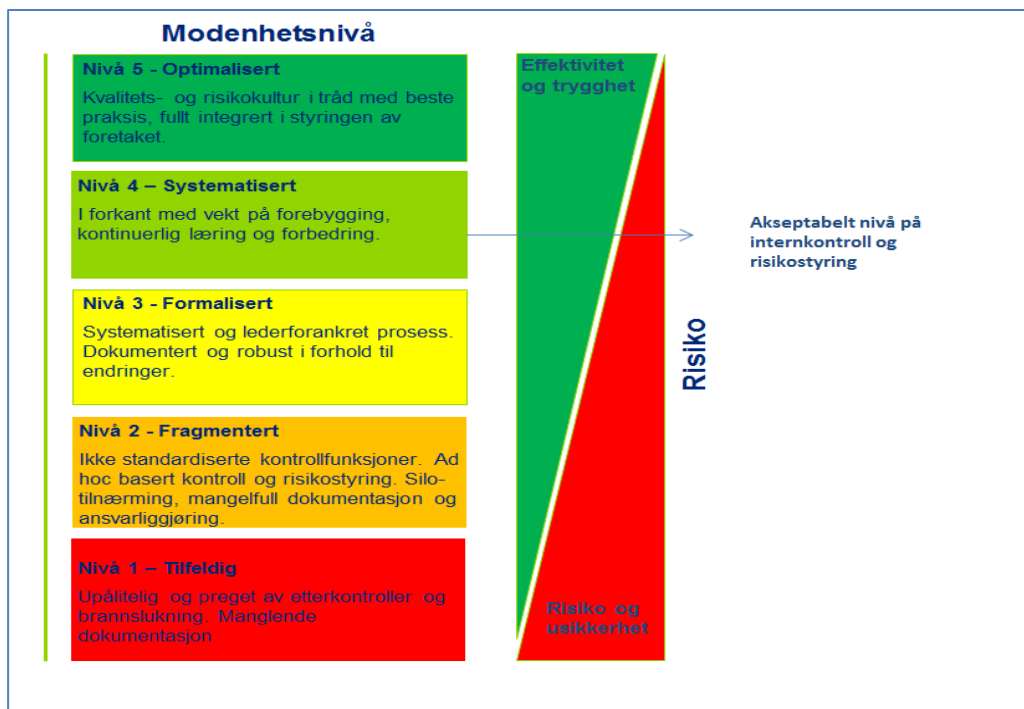 Modenhetsnivå
Nivå 5 - Optimalisert
Kvalitets- og risikokultur i tråd med beste
praksis, fullt integrert i styringen av
foretaket.
Nivå 4 – Systematisert
I forkant med vekt på forebygging,
kontinuerlig læring og forbedring.
Nivå 3 - Formalisert
Systematisert og lederforankret prosess.
Dokumentert og robust i forhold til
endringer.
Nivå 2 - Fragmentert
Ikke standardiserte kontrollfunksjoner. Ad
hoc basert kontroll og risikostyring. Silo-
tilnærming, mangelfull dokumentasjon og
ansvarliggjøring.
Nivå 1 – Tilfeldig
Upålitelig og preget av etterkontroller og
brannslukning. Manglende
dokumentasjon
Effektivitet
og trygghet
Risiko og
usikkerhet
Risiko
Akseptabelt nivå på
internkontroll og
risikostyring